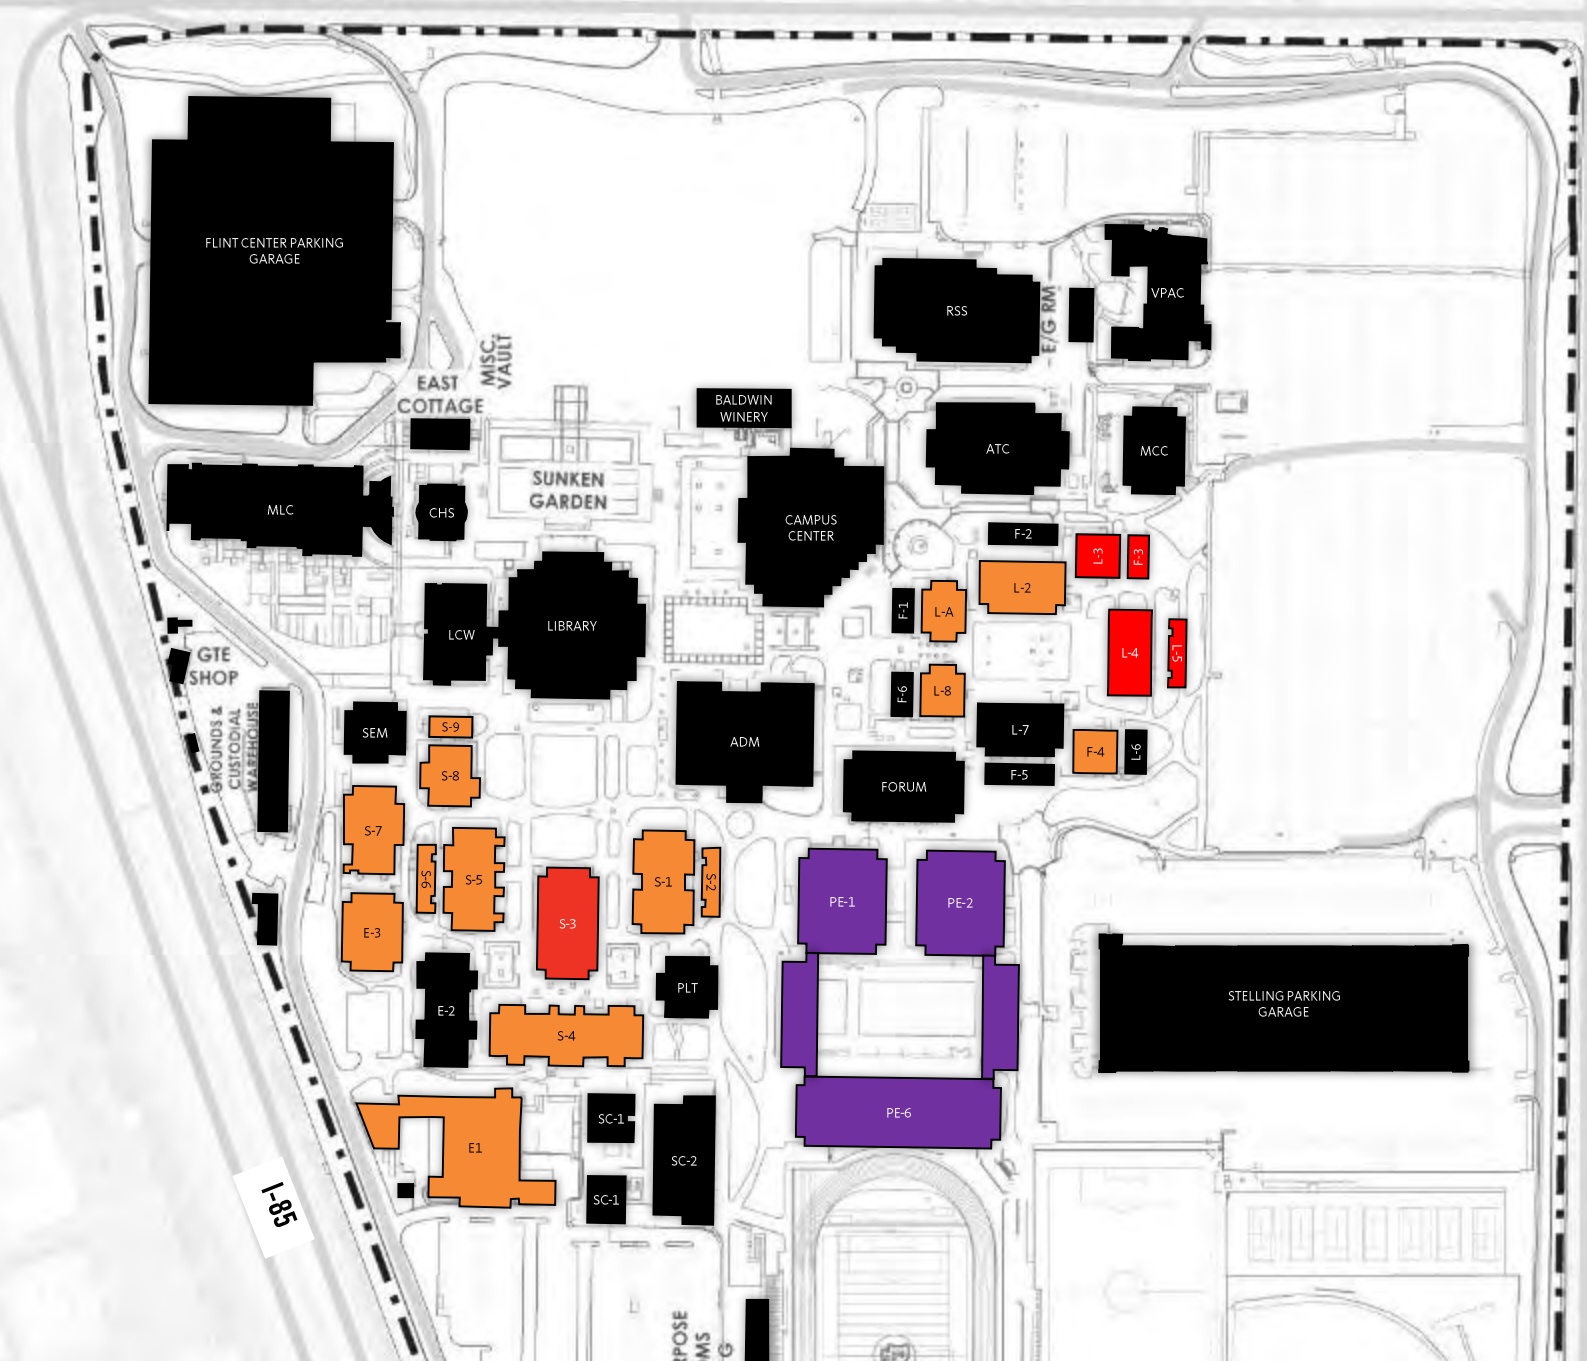 FLINT CENTER PARKING
GARAGE
VPAC
RSS
E/G RM
MISC.
VAULT
EAST
COTTAGE
BALDWIN
WINERY
ATC
MCC
SUNKEN
GARDEN
MLC
CHS
CAMPUS
CENTER
F-2
L-3
F-3
L-2
F-1
L-A
LCW
LIBRARY
L-4
L-5
GTE
SHOP
F-6
L-8
GROUNDS &
CUSTODIAL
WAREHOUSE
SEM
S-9
ADM
L-7
F-4
L-6
S-8
F-5
FORUM
S-7
S-6
S-5
S-1
S-2
PE-1
PE-2
S-3
E-3
PLT
STELLING PARKING
GARAGE
E-2
S-4
SC-1
PE-6
E1
SC-2
SC-1
I-85
RPOSE
OMS
G